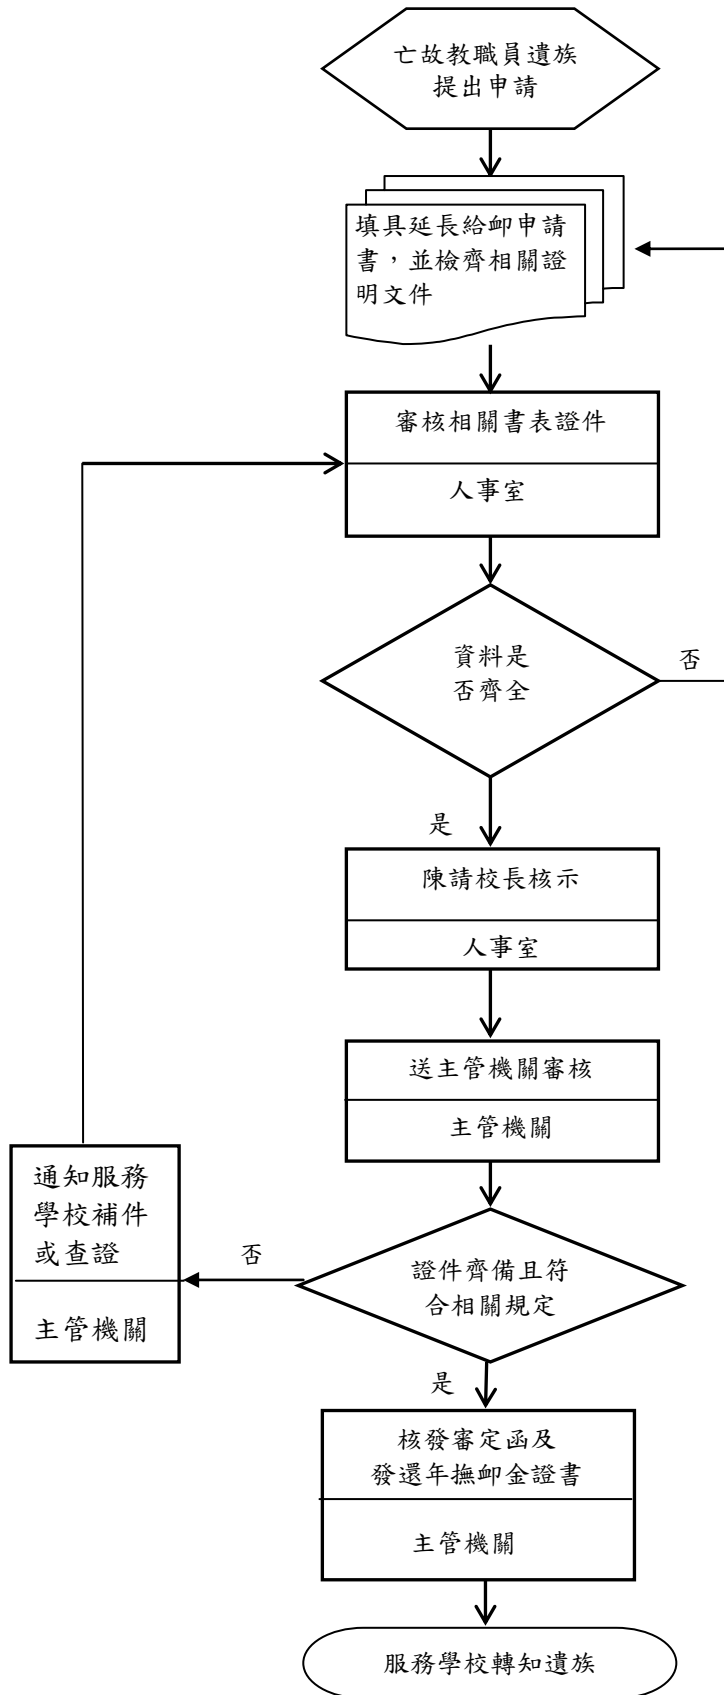 亡故教職員遺族
提出申請
填具延長給卹申請
書，並檢齊相關證
明文件
審核相關書表證件
人事室
資料是
否齊全
否
是
陳請校長核示
人事室
送主管機關審核
主管機關
通知服務
學校補件
或查證
主管機關
否
證件齊備且符
合相關規定
是
核發審定函及
發還年撫卹金證書
主管機關
服務學校轉知遺族